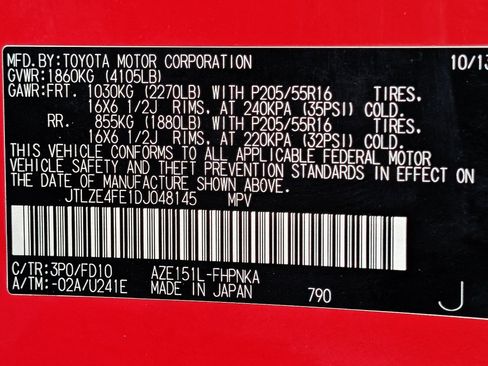 MFD.BY:TOYOTA MOTOR CORPORATION 10/13
GVWR:1860KG (4105LB)
GAWR:FRT. 1030KG (2270LB) WITH P205/55R16 TIRES.
16X6 1/2J RIMS. AT 240KPA (35PSI) COLD.
RR. 855KG (1880LB) WITH P205/55R16 TIRES.
16X6 1/2J RIMS. AT 220KPA (32PSI) COLD.
THIS VEHICLE CONFORMS TO ALL APPLICABLE FEDERAL MOTOR
VEHICLE SAFETY AND THEFT PREVENTION STANDARDS IN EFFECT ON
THE DATE OF MANUFACTURE SHOWN ABOVE.
JTLZE4FE1DJ048145 MPV
C/TR:3P0/FD10 AZE151L-FHPNKA
A/TM:-02A/U241E MADE IN JAPAN 790 J